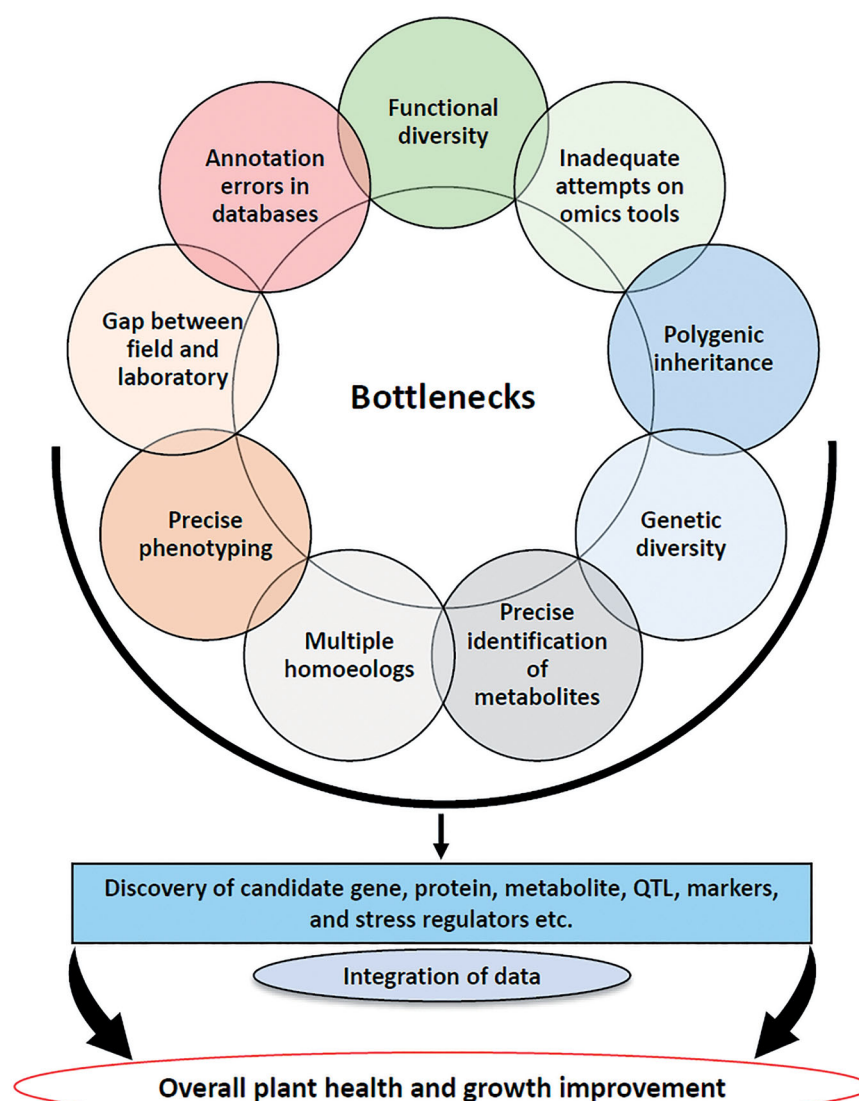 Functional
diversity
Inadequate
attempts on
omics tools
Polygenic
inheritance
Genetic
diversity
Precise
identification
of
metabolites
Multiple
homoeologs
Precise
phenotyping
Gap between
field and
laboratory
Annotation
errors in
databases
Bottlenecks
Discovery of candidate gene, protein, metabolite, QTL, markers,
and stress regulators etc.
Integration of data
Overall plant health and growth improvement